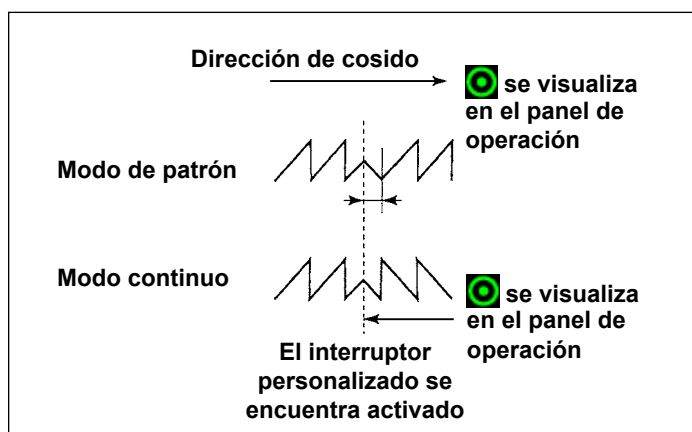 Dirección de cosido
se visualiza
en el panel de
operación
Modo de patrón
Modo continuo
se visualiza
en el panel de
operación
El interruptor
personalizado se
encuentra activado